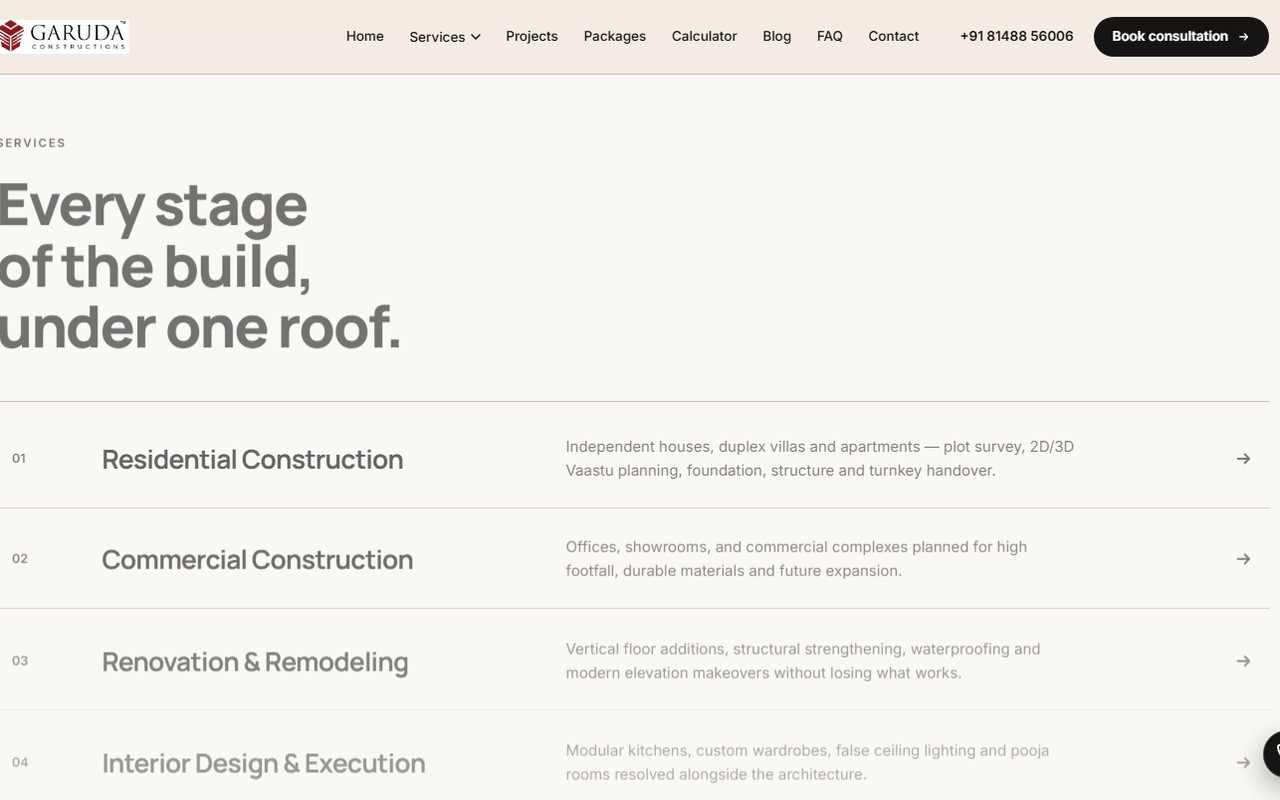 GARUDA™
CONSTRUCTIONS
Home
Services
Projects
Packages
Calculator
Blog
FAQ
Contact
+91 81488 56006
Book consultation →
SERVICES
Every stage
of the build,
under one roof.
01
Residential Construction
Independent houses, duplex villas and apartments — plot survey, 2D/3D
Vaastu planning, foundation, structure and turnkey handover.
→
02
Commercial Construction
Offices, showrooms, and commercial complexes planned for high
footfall, durable materials and future expansion.
→
03
Renovation & Remodeling
Vertical floor additions, structural strengthening, waterproofing and
modern elevation makeovers without losing what works.
→
04
Interior Design & Execution
Modular kitchens, custom wardrobes, false ceiling lighting and pooja
rooms resolved alongside the architecture.
→